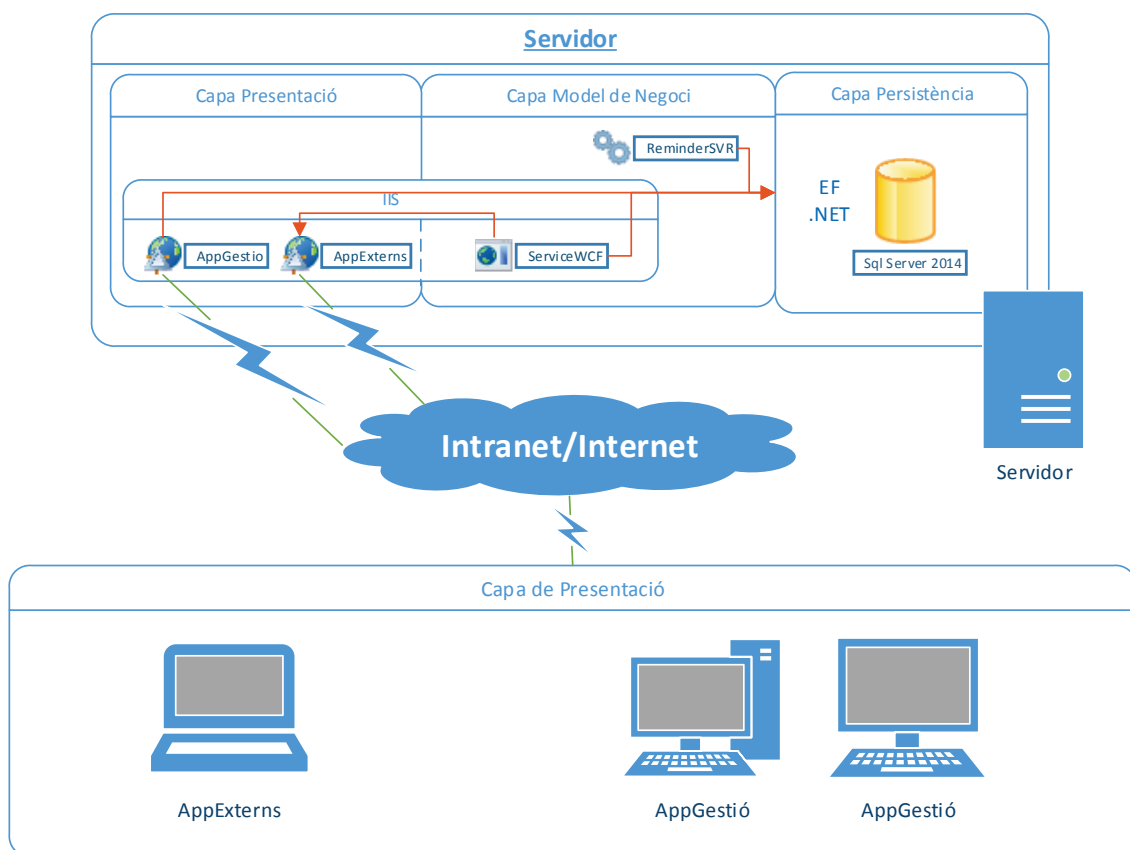 Servidor
Capa Presentació
Capa Model de Negoci
Capa Persistència
ReminderSVR
IIS
EF
.NET
AppGestio
AppExterns
ServiceWCF
Sql Server 2014
Intranet/Internet
Servidor
Capa de Presentació
AppExterns
AppGestió
AppGestió